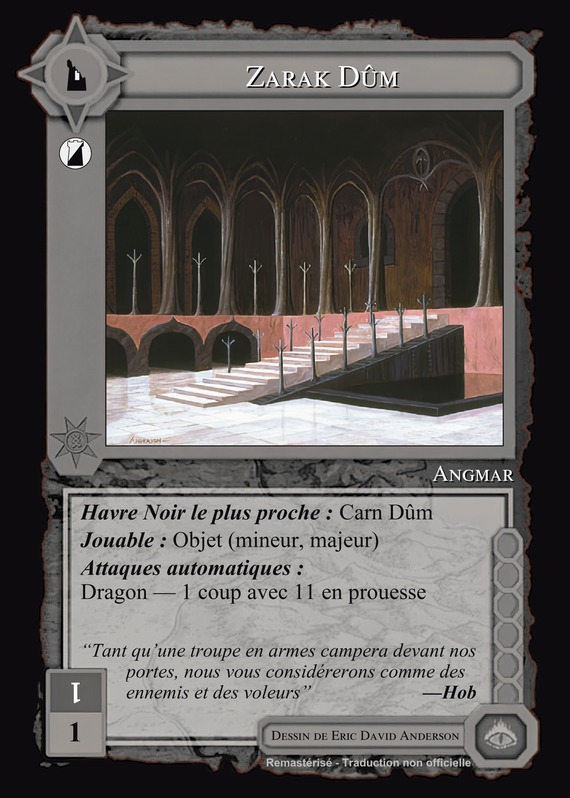 Zarak Dûm
Anderson
Angmar
Havre Noir le plus proche : Carn Dûm
Jouable : Objet (mineur, majeur)
Attaques automatiques :
Dragon — 1 coup avec 11 en prouesse
“Tant qu’une troupe en armes campera devant nos
portes, nous vous considérerons comme des
ennemis et des voleurs” —Hob
1
1
Dessin de Eric David Anderson
Remastérisé - Traduction non officielle